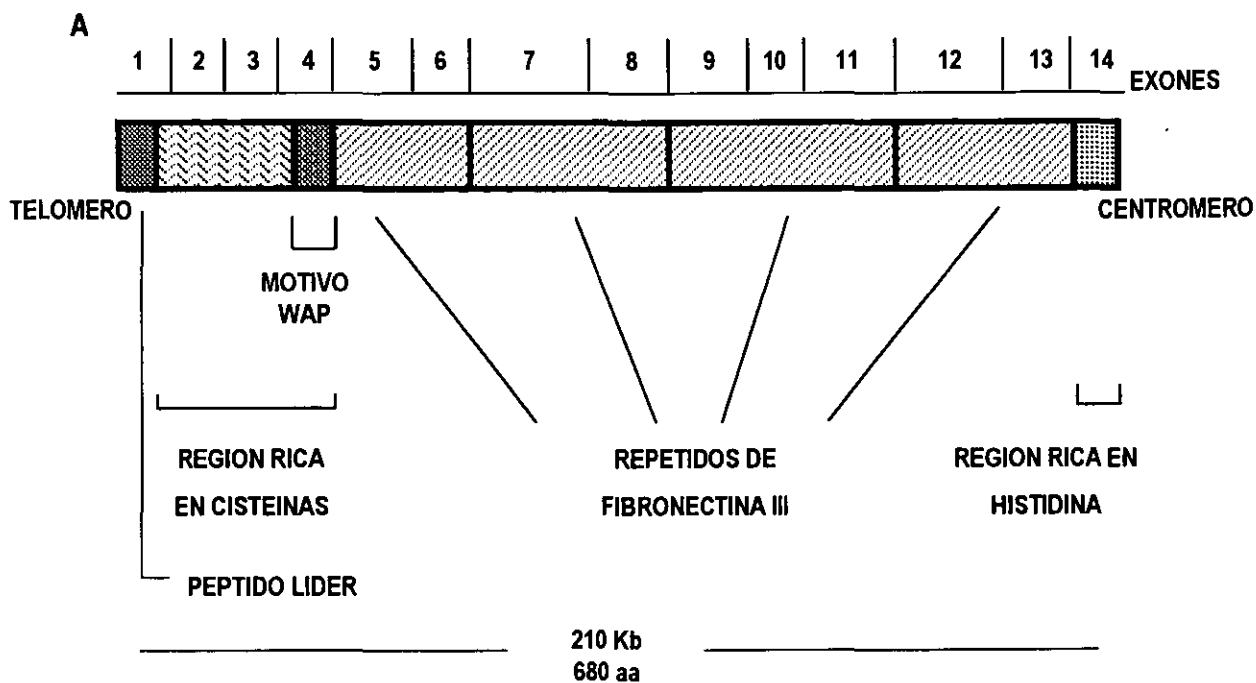 A
1 2 3 4 5 6 7 8 9 10 11 12 13 14
EXONES
TELOMERO
CENTROMERO
MOTIVO
WAP
REGION RICA
EN CISTEINAS
REPETIDOS DE
FIBRONECTINA III
REGION RICA EN
HISTIDINA
PEPTIDO LIDER
210 Kb
680 aa